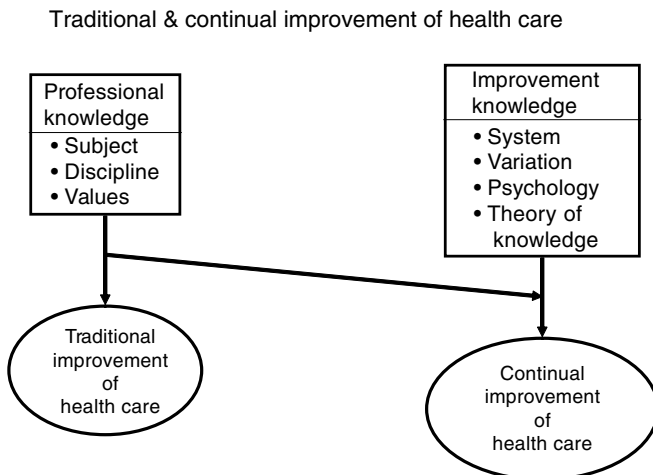 Traditional & continual improvement of health care
Professional
knowledge
• Subject
• Discipline
• Values
Improvement
knowledge
• System
• Variation
• Psychology
• Theory of
knowledge
Traditional
improvement
of
health care
Continual
improvement
of
health care